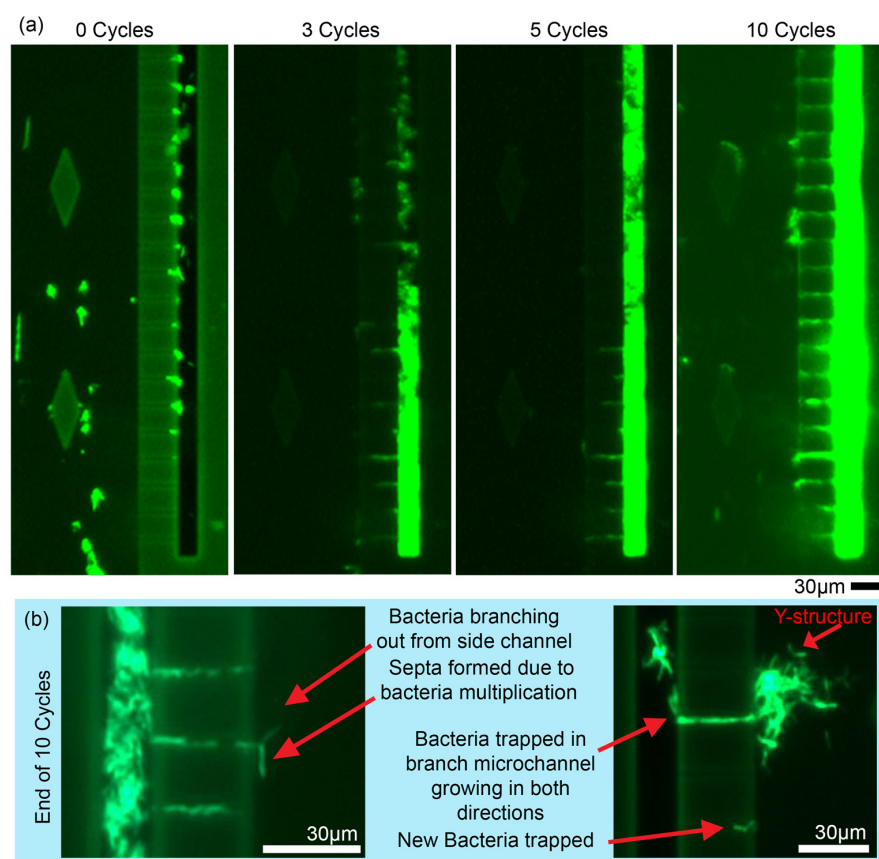 (a)
0 Cycles
3 Cycles
5 Cycles
10 Cycles
30µm
(b)
End of 10 Cycles
Bacteria branching
out from side channel
Septa formed due to
bacteria multiplication
Bacteria trapped in
branch microchannel
growing in both
directions
New Bacteria trapped
30µm
Y-structure
30µm